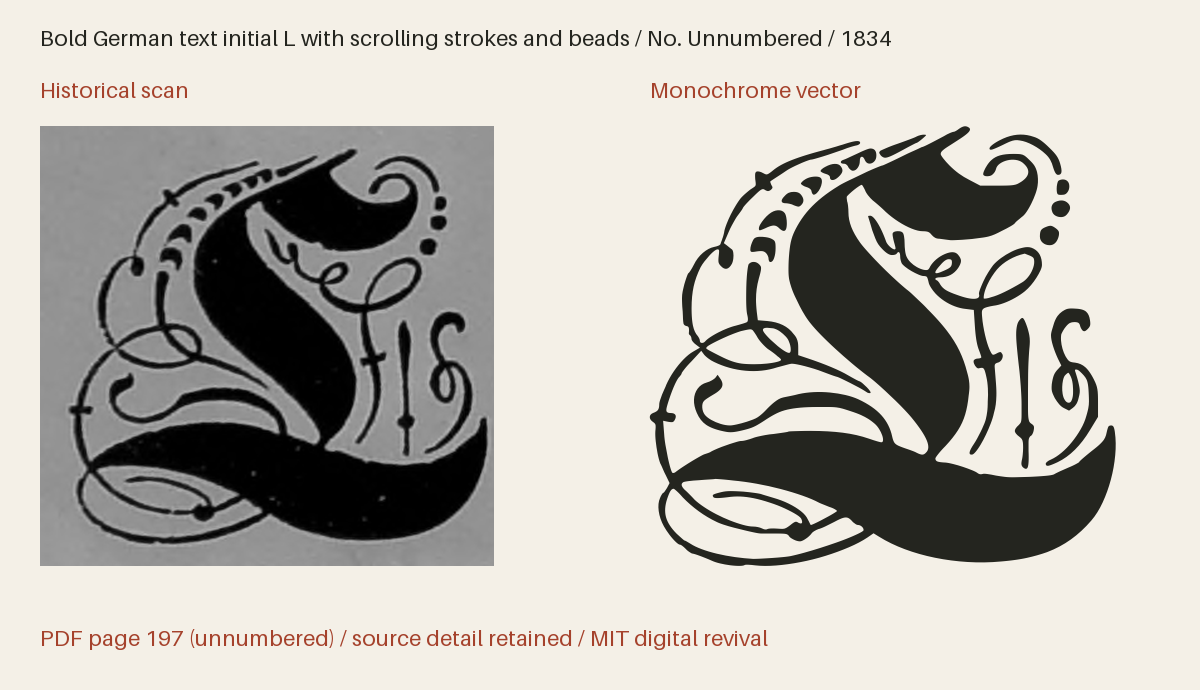 Bold German text initial L with scrolling strokes and beads / No. Unnumbered / 1834
Historical scan
Monochrome vector
L
L
PDF page 197 (unnumbered) / source detail retained / MIT digital revival